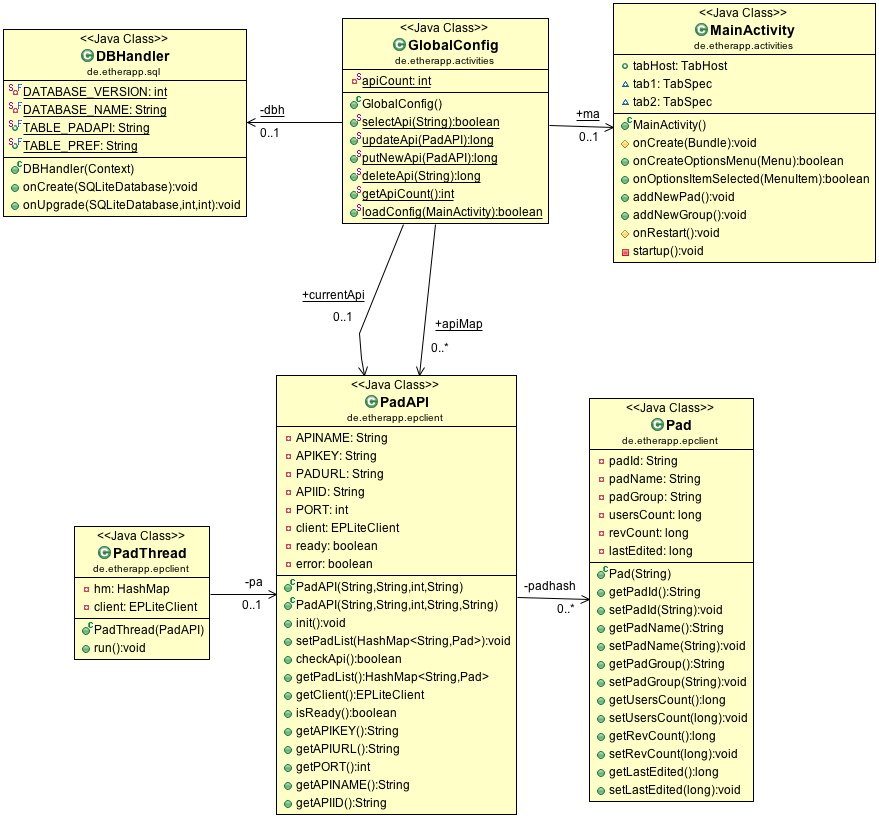 <<Java Class>>
DBHandler
de.etherapp.sql
DATABASE_VERSION: int
DATABASE_NAME: String
TABLE_PADAPI: String
TABLE_PREF: String
DBHandler(Context)
onCreate(SQLiteDatabase):void
onUpgrade(SQLiteDatabase,int,int):void
-dbh
0..1
<<Java Class>>
GlobalConfig
de.etherapp.activities
apiCount: int
GlobalConfig()
selectApi(String):boolean
updateApi(PadAPI):long
putNewApi(PadAPI):long
deleteApi(String):long
getApiCount():int
loadConfig(MainActivity):boolean
+ma
0..1
<<Java Class>>
MainActivity
de.etherapp.activities
tabHost: TabHost
tab1: TabSpec
tab2: TabSpec
MainActivity()
onCreate(Bundle):void
onCreateOptionsMenu(Menu):boolean
onOptionsItemSelected(MenuItem):boolean
addNewPad():void
addNewGroup():void
onRestart():void
startup():void
+currentApi
0..1
+apiMap
0..*
<<Java Class>>
PadThread
de.etherapp.epclient
hm: HashMap
client: EPLiteClient
PadThread(PadAPI)
run():void
-pa
0..1
<<Java Class>>
PadAPI
de.etherapp.epclient
APINAME: String
APIKEY: String
PADURL: String
APIID: String
PORT: int
client: EPLiteClient
ready: boolean
error: boolean
PadAPI(String,String,int,String)
PadAPI(String,String,int,String,String)
init():void
setPadList(HashMap<String,Pad>):void
checkApi():boolean
getPadList():HashMap<String,Pad>
getClient():EPLiteClient
isReady():boolean
getAPIKEY():String
getAPIURL():String
getPORT():int
getAPINAME():String
getAPIID():String
-padhash
0..*
<<Java Class>>
Pad
de.etherapp.epclient
padId: String
padName: String
padGroup: String
usersCount: long
revCount: long
lastEdited: long
Pad(String)
getPadId():String
setPadId(String):void
getPadName():String
setPadName(String):void
getPadGroup():String
setPadGroup(String):void
getUsersCount():long
setUsersCount(long):void
getRevCount():long
setRevCount(long):void
getLastEdited():long
setLastEdited(long):void